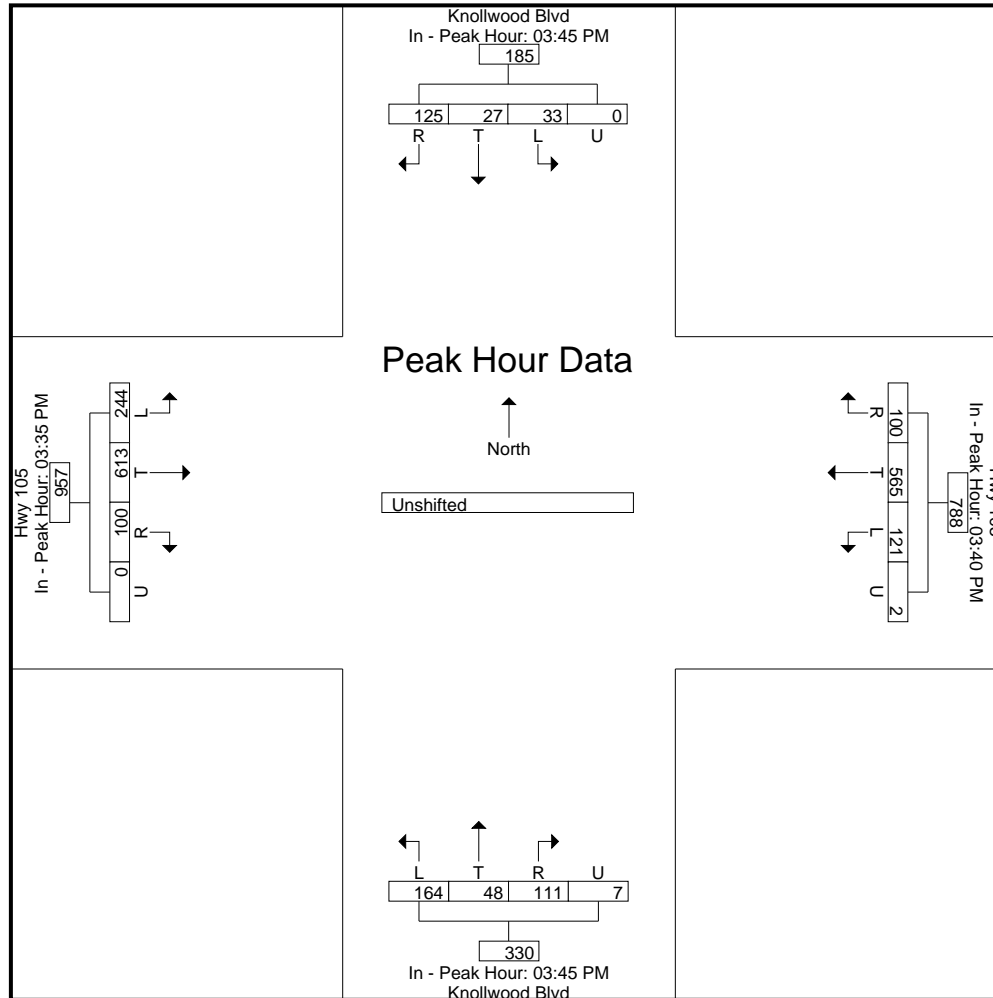 Knollwood Blvd
In - Peak Hour: 03:45 PM
185
125 27 33 0
R T L U
Peak Hour Data
North
Unshifted
Hwy 105
In - Peak Hour: 03:35 PM
957
244 613 100 0
L T R U
In - Peak Hour: 03:40 PM
788
100 565 121 2
R T L U
L T R U
164 48 111 7
330
In - Peak Hour: 03:45 PM
Knollwood Blvd